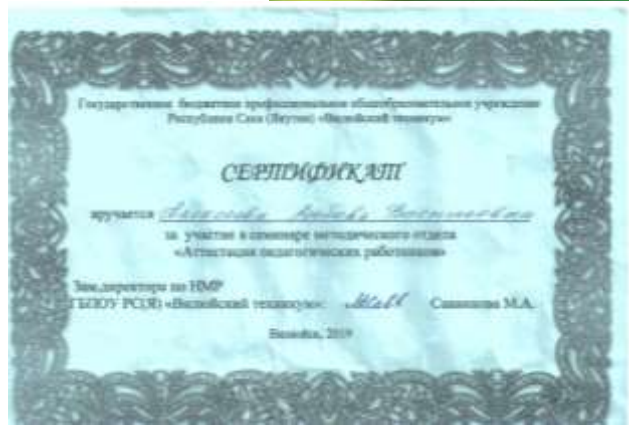 Государственное бюджетное профессиональное общеобразовательное учреждение
Республики Саха (Якутия) «Вилюйский техникум»
СЕРТИФИКАТ
вручается
за участие в семинаре методического отдела
«Аттестация педагогических работников»
Зам.директора по НМР
ГБПОУ РС(Я) «Вилюйский техникум»: М.А.
Вилюйск, 2019